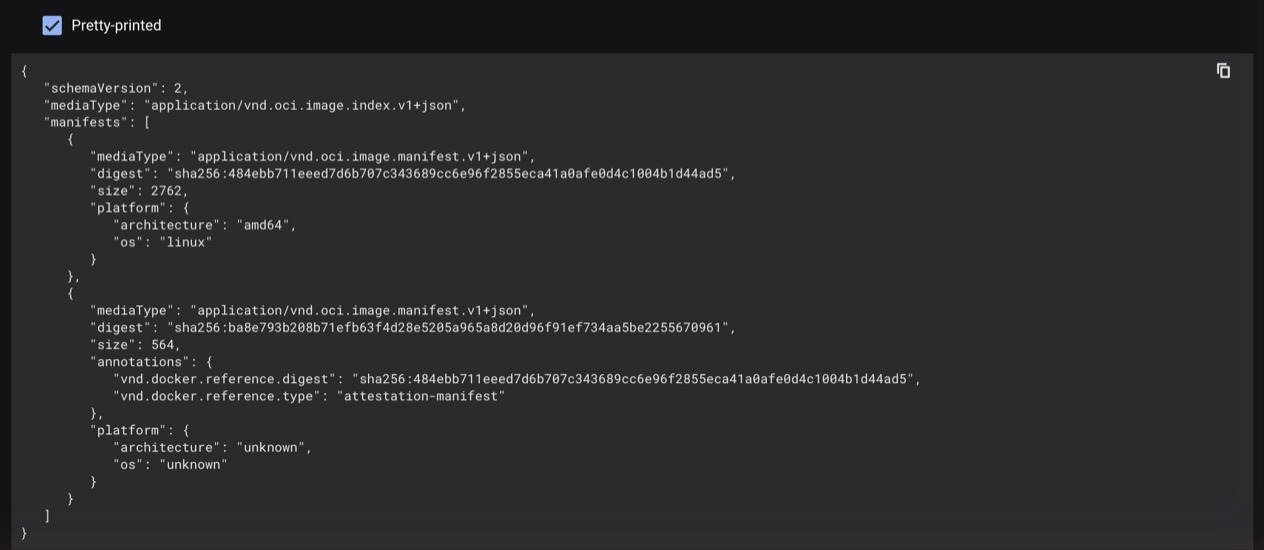 Pretty-printed
{
"schemaVersion": 2,
"mediaType": "application/vnd.oci.image.index.v1+json",
"manifests": [
{
"mediaType": "application/vnd.oci.image.manifest.v1+json",
"digest": "sha256:484ebb711eeed7d6b707c343689cc6e96f2855eca41a0afe0d4c1004b1d44ad5",
"size": 2762,
"platform": {
"architecture": "amd64",
"os": "linux"
}
},
{
"mediaType": "application/vnd.oci.image.manifest.v1+json",
"digest": "sha256:ba8e793b208b71efb63f4d28e5205a965a8d20d96f91ef734aa5be2255670961",
"size": 564,
"annotations": {
"vnd.docker.reference.digest": "sha256:484ebb711eeed7d6b707c343689cc6e96f2855eca41a0afe0d4c1004b1d44ad5",
"vnd.docker.reference.type": "attestation-manifest"
},
"platform": {
"architecture": "unknown",
"os": "unknown"
}
}
]
}